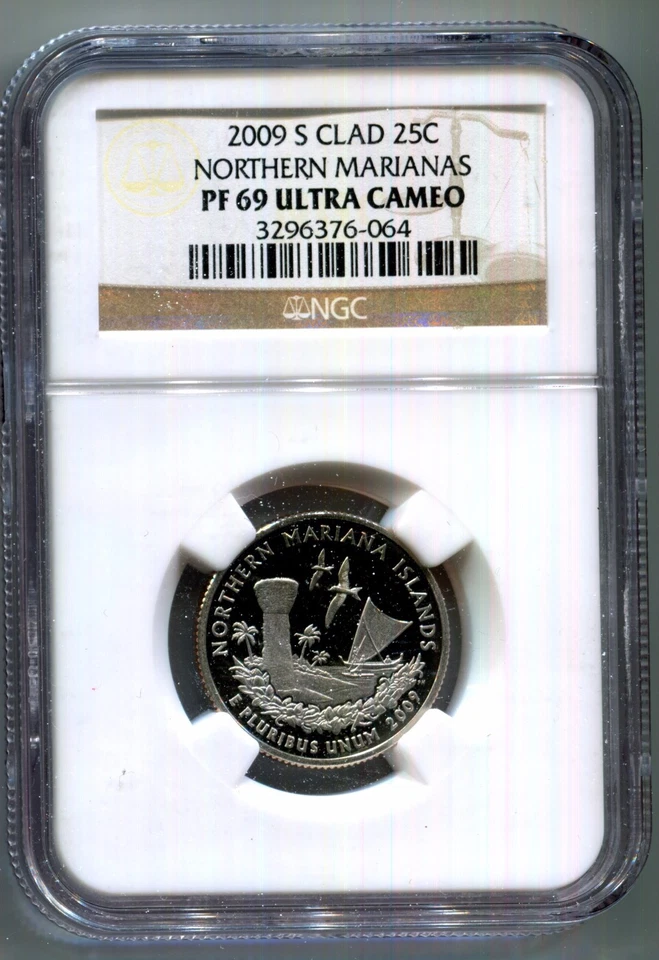 2009 S CLAD 25C
NORTHERN MARIANAS
PF 69 ULTRA CAMEO
3296376-064
NGC
NORTHERN MARIANA ISLANDS
E PLURIBUS UNUM 2009